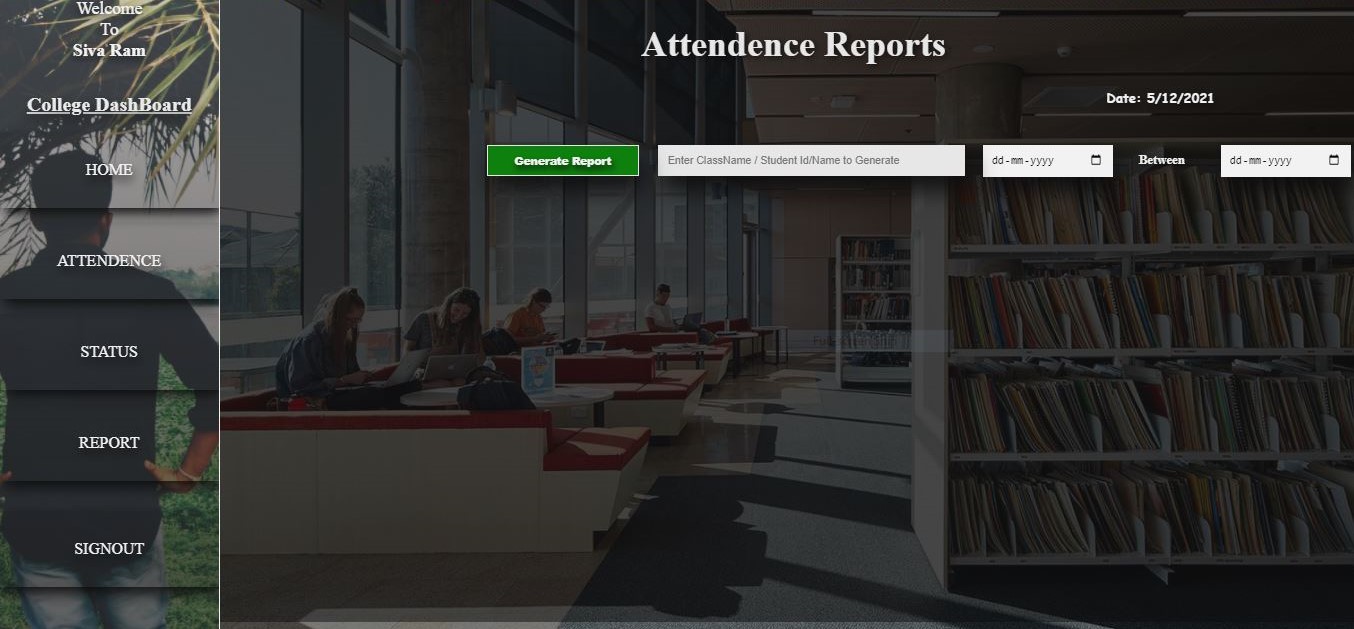 Welcome
To
Siva Ram
College DashBoard
HOME
ATTENDENCE
STATUS
REPORT
SIGNOUT
Attendence Reports
Date: 5/12/2021
Generate Report
Enter ClassName / Student Id/Name to Generate
dd-mm-yyyy
Between
dd-mm-yyyy